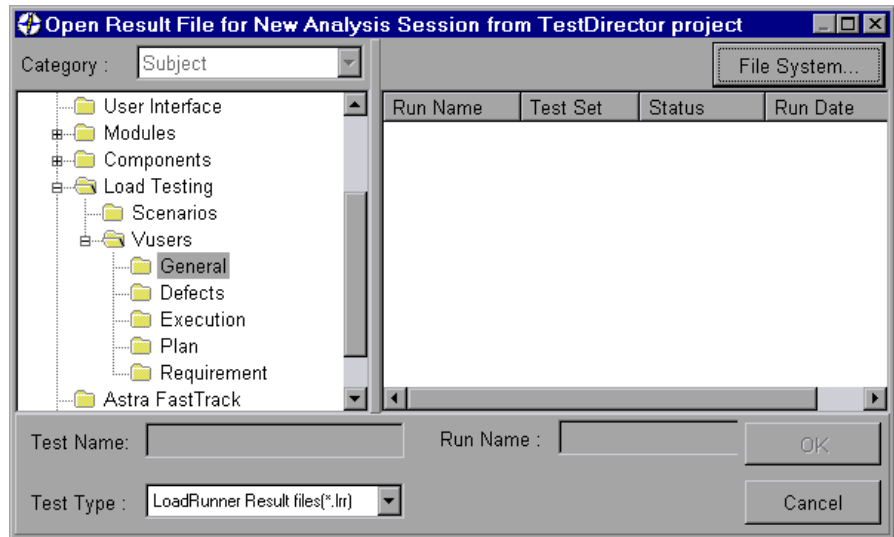 Open Result File for New Analysis Session from TestDirector project
Category : Subject
File System...
User Interface
Modules
Components
Load Testing
Scenarios
Vusers
General
Defects
Execution
Plan
Requirement
Astra FastTrack
Run Name Test Set Status Run Date
Test Name: Run Name : OK
Test Type : LoadRunner Result files(*.lrr) Cancel